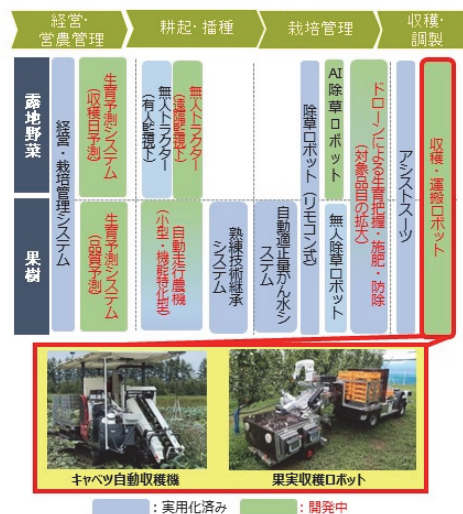 経営・
営農管理
耕起・播種
栽培管理
収穫・
調製
露地野菜
果樹
経営・栽培管理システム
生育予測システム
(収穫日予測)
無人トラクター
(有人監視下)
無人トラクター
(遠隔監視下)
除草ロボット(リモコン式)
AI除草ロボット
ドローンによる生育把握・施肥・防除
(対象品目の拡大)
アシストスーツ
収穫・運搬ロボット
生育予測システム
(品質予測)
自動走行農機
(小型・機能特化型)
熟練技術継承
システム
自動適正量かん水シ
ステム
無人除草ロボット
キャベツ自動収穫機
果実収穫ロボット
:実用化済み
:開発中